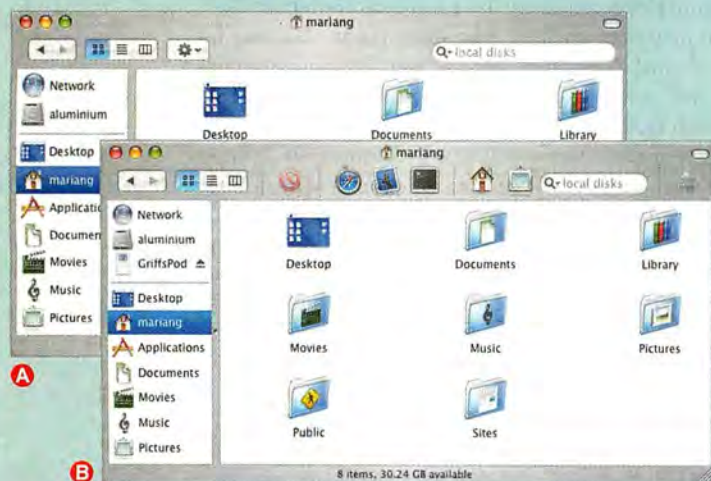 mariang
local disks
Network
aluminium
Desktop
mariang
Applicatio
Documen
Movies
Music
Pictures
Desktop
Documents
Library
A
mariang
local disks
Network
aluminium
GriffsPod
Desktop
mariang
Applications
Documents
Movies
Music
Pictures
Desktop
Documents
Library
Movies
Music
Pictures
Public
Sites
8 items, 30.24 GB available
B